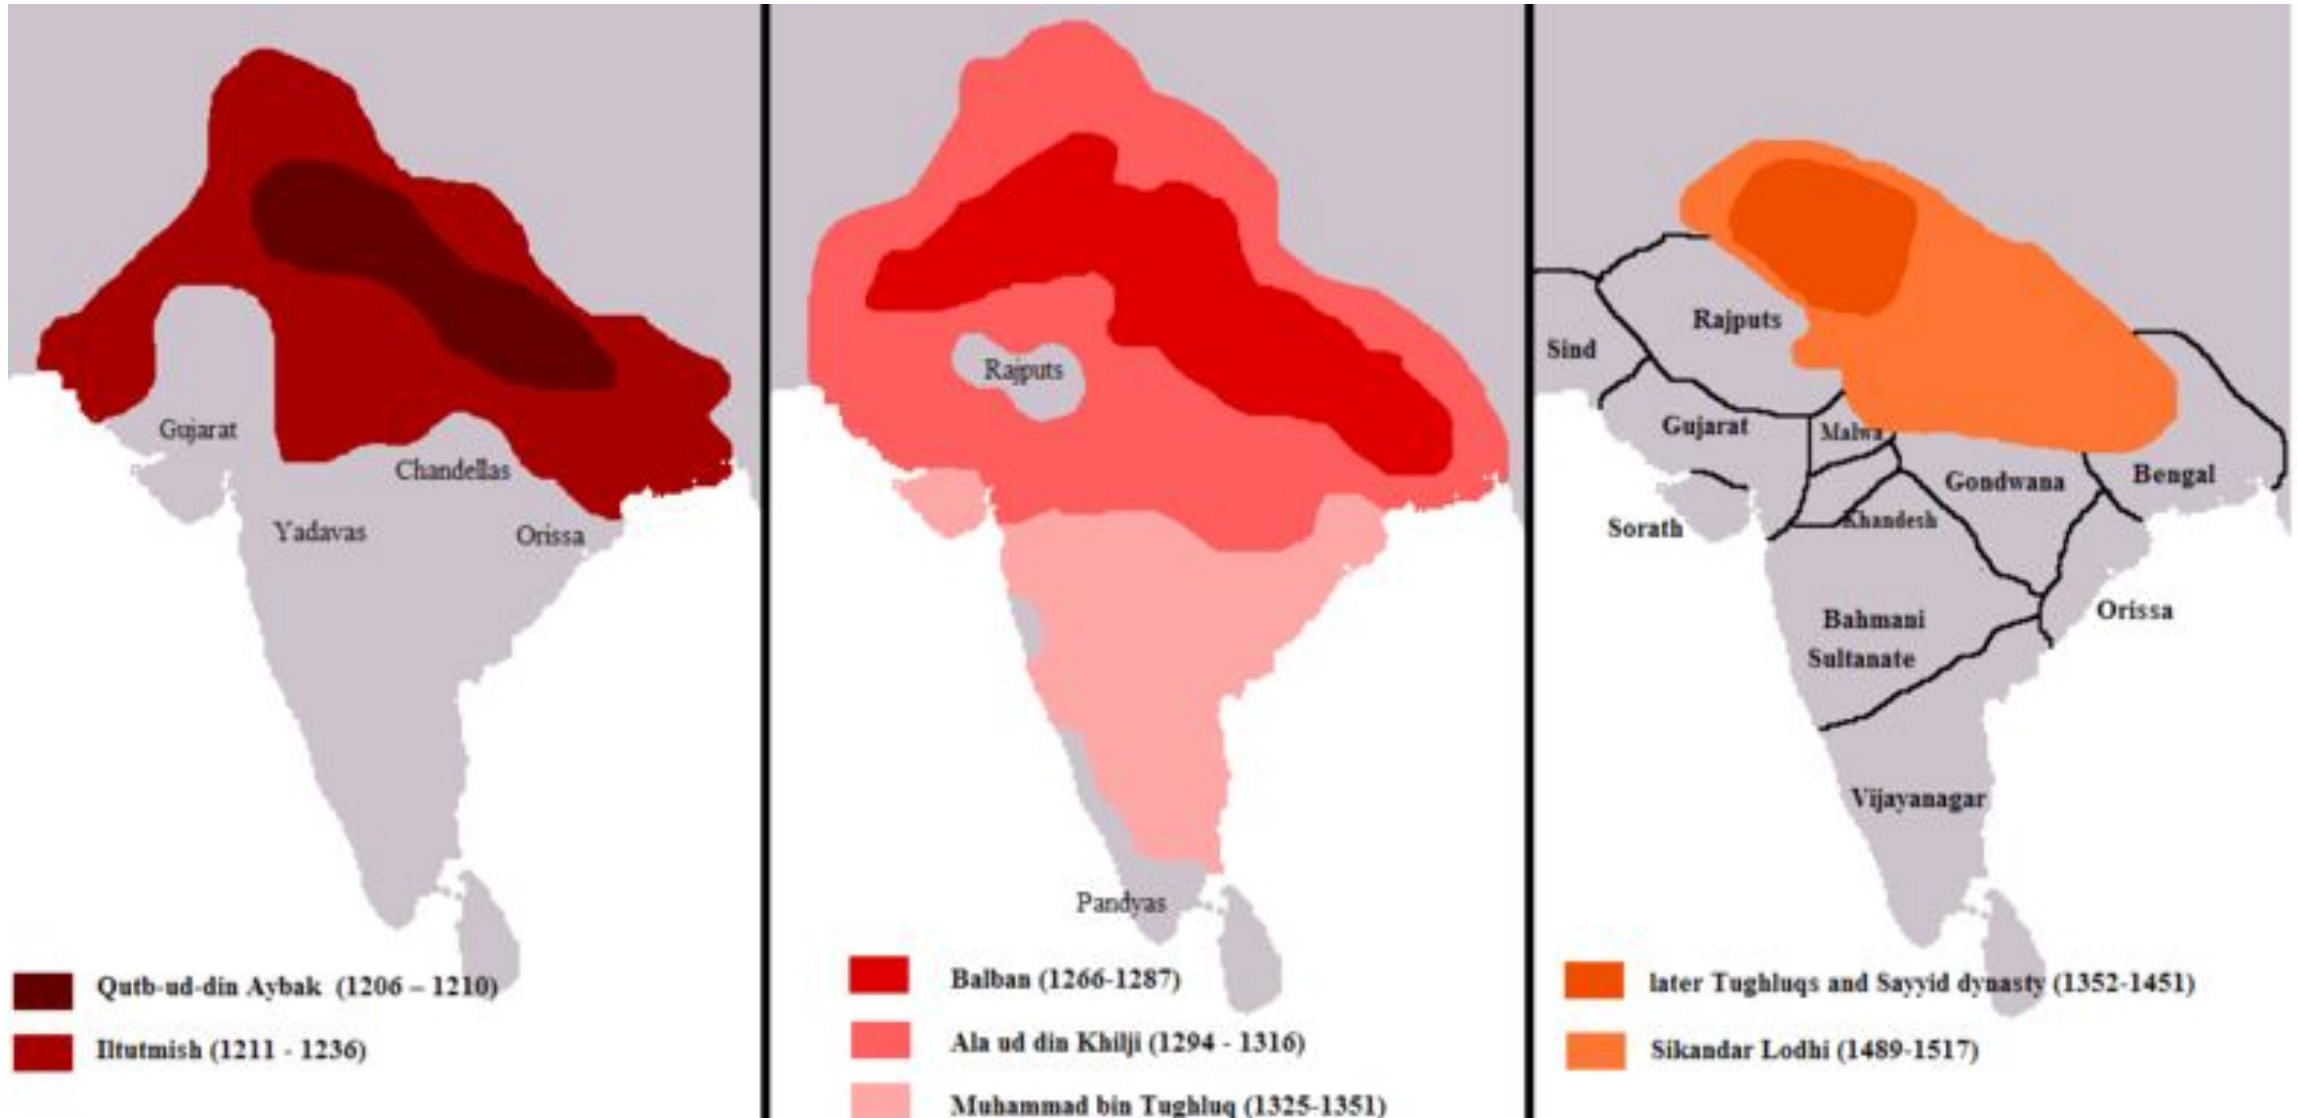 Gujarat
Chandellas
Yadavas
Orissa
Qutb-ud-din Aybak (1206 – 1210)
Iltutmish (1211 - 1236)
Rajputs
Pandyas
Balban (1266-1287)
Ala ud din Khilji (1294 - 1316)
Muhammad bin Tughluq (1325-1351)
Rajputs
Sind
Gujarat
Malwa
Gondwana
Bengal
Khandesh
Sorath
Orissa
Bahmani
Sultanate
Vijayanagar
later Tughluqs and Sayyid dynasty (1352-1451)
Sikandar Lodhi (1489-1517)